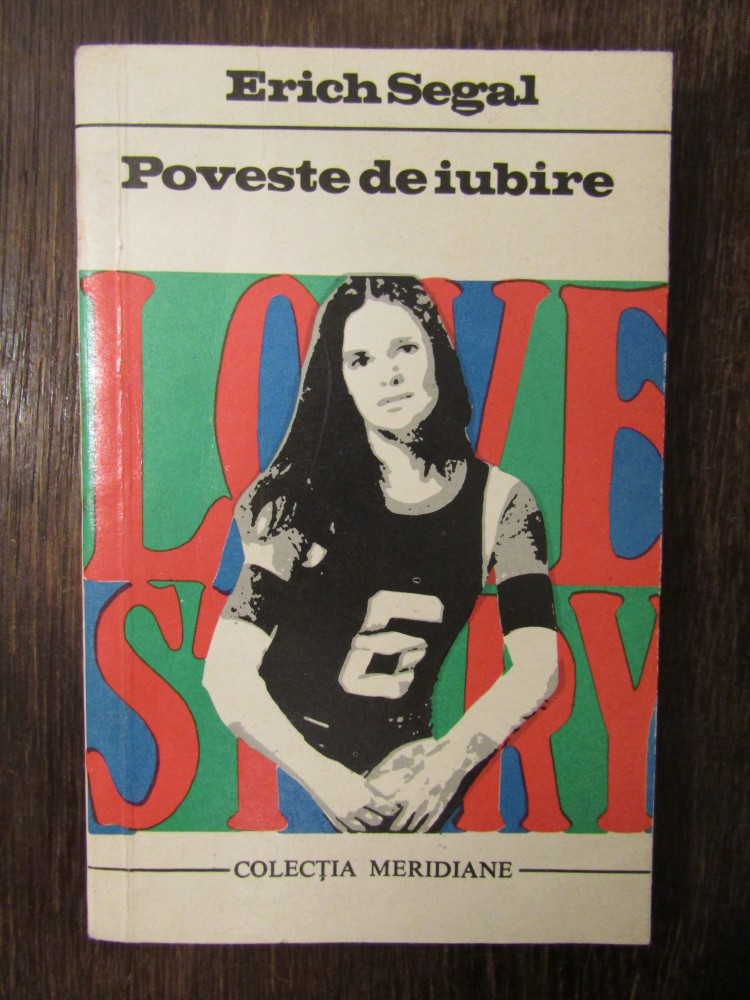 Erich Segal
Poveste de iubire
LOVE
STORY
6
COLECȚIA MERIDIANE